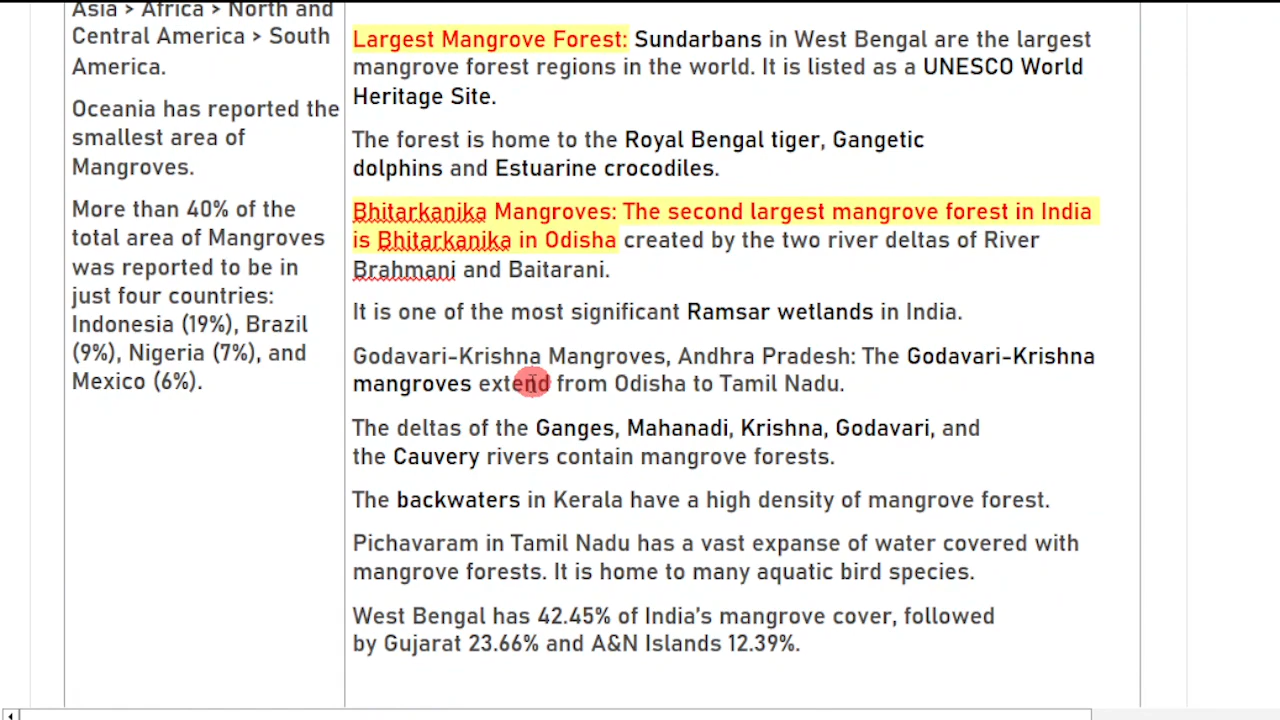 Asia > Africa > North and
Central America > South
America.
Oceania has reported the
smallest area of
Mangroves.
More than 40% of the
total area of Mangroves
was reported to be in
just four countries:
Indonesia (19%), Brazil
(9%), Nigeria (7%), and
Mexico (6%).
Largest Mangrove Forest: Sundarbans in West Bengal are the largest
mangrove forest regions in the world. It is listed as a UNESCO World
Heritage Site.
The forest is home to the Royal Bengal tiger, Gangetic
dolphins and Estuarine crocodiles.
Bhitarkanika Mangroves: The second largest mangrove forest in India
is Bhitarkanika in Odisha created by the two river deltas of River
Brahmani and Baitarani.
It is one of the most significant Ramsar wetlands in India.
Godavari-Krishna Mangroves, Andhra Pradesh: The Godavari-Krishna
mangroves extend from Odisha to Tamil Nadu.
The deltas of the Ganges, Mahanadi, Krishna, Godavari, and
the Cauvery rivers contain mangrove forests.
The backwaters in Kerala have a high density of mangrove forest.
Pichavaram in Tamil Nadu has a vast expanse of water covered with
mangrove forests. It is home to many aquatic bird species.
West Bengal has 42.45% of India’s mangrove cover, followed
by Gujarat 23.66% and A&N Islands 12.39%.